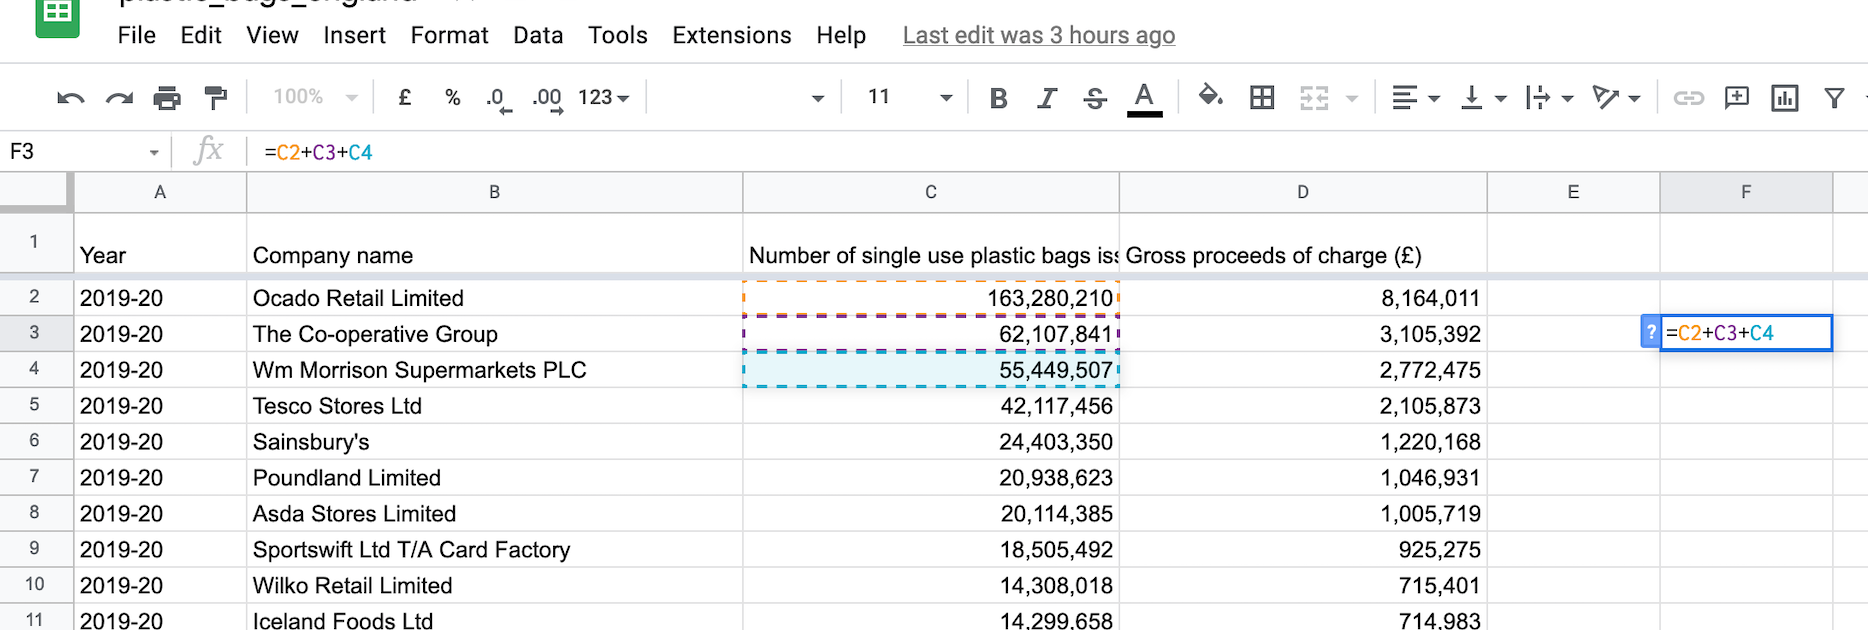 plastic_bags_england
File Edit View Insert Format Data Tools Extensions Help Last edit was 3 hours ago
100% £ % .0 .00 123 11 B I S A
F3 fx =C2+C3+C4
A B C D E F
1 Year Company name Number of single use plastic bags iss Gross proceeds of charge (£)
2 2019-20 Ocado Retail Limited 163,280,210 8,164,011
3 2019-20 The Co-operative Group 62,107,841 3,105,392 ? =C2+C3+C4
4 2019-20 Wm Morrison Supermarkets PLC 55,449,507 2,772,475
5 2019-20 Tesco Stores Ltd 42,117,456 2,105,873
6 2019-20 Sainsbury's 24,403,350 1,220,168
7 2019-20 Poundland Limited 20,938,623 1,046,931
8 2019-20 Asda Stores Limited 20,114,385 1,005,719
9 2019-20 Sportswift Ltd T/A Card Factory 18,505,492 925,275
10 2019-20 Wilko Retail Limited 14,308,018 715,401
11 2019-20 Iceland Foods Ltd 14,299,658 714,983